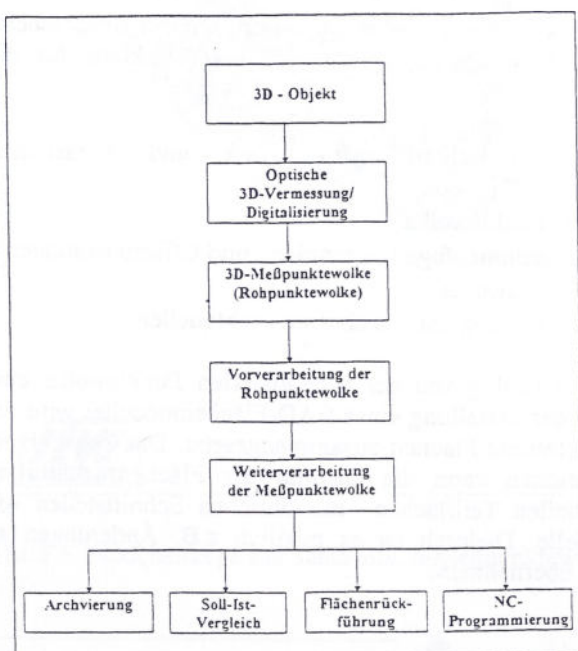 3D - Objekt
Optische
3D-Vermessung/
Digitalisierung
3D-Meßpunktewolke
(Rohpunktewolke)
Vorverarbeitung der
Rohpunktewolke
Weiterverarbeitung
der Meßpunktewolke
Archvierung
Soll-Ist-
Vergleich
Flächenrück-
führung
NC-
Programmierung